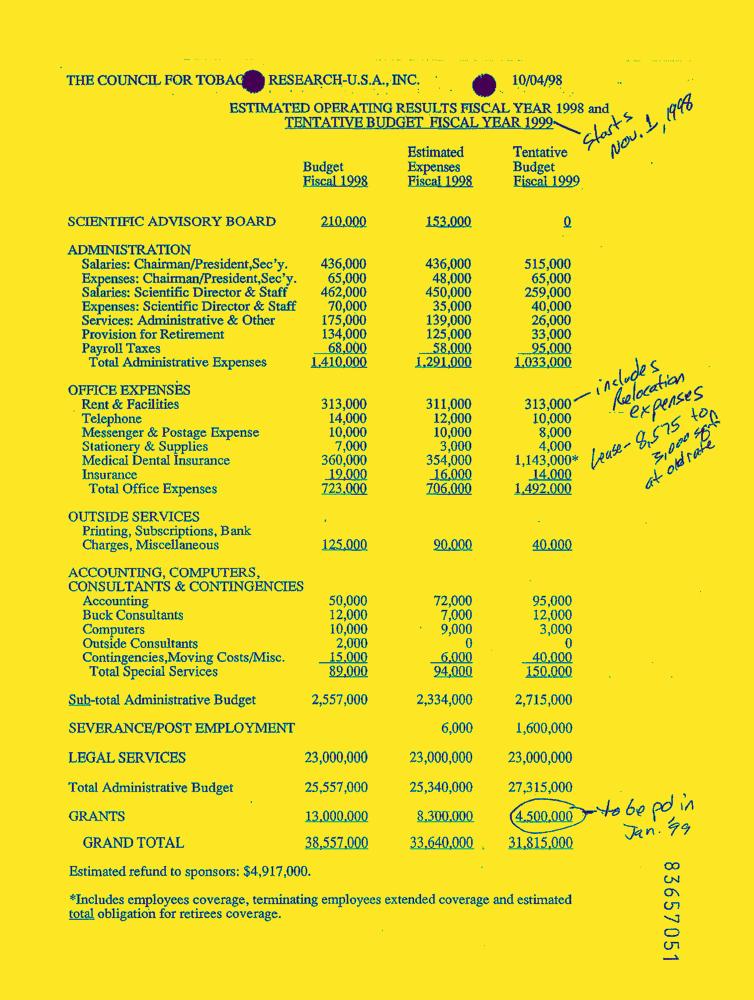 THE COUNCIL FOR TOBAC RESEARCH-U.S.A., INC. 10/04/98
ESTIMATED OPERATING RESULTS FISCAL YEAR 1998 and
TENTATIVE BUDGET FISCAL YEAR 1999
starts Nov. 1, 1998
Estimated Tentative
Budget Expenses Budget
Fiscal 1998 Fiscal 1998 Fiscal 1999
SCIENTIFIC ADVISORY BOARD 210,000 153,000 0
ADMINISTRATION
Salaries: Chairman/President,Sec'y. 436,000 436,000 515,000
Expenses: Chairman/President,Sec'y. 65,000 48,000 65,000
Salaries: Scientific Director & Staff 462,000 450,000 259,000
Expenses: Scientific Director & Staff 70,000 35,000 40,000
Services: Administrative & Other 175,000 139,000 26,000
Provision for Retirement 134,000 125,000 33,000
Payroll Taxes 68,000 58,000 95,000
Total Administrative Expenses 1,410,000 1,291,000 1,033,000
OFFICE EXPENSES
Rent & Facilities 313,000 311,000 313,000
includes
Relocation
expenses
Lease - 8,575 to
3,000 sq ft
at old rate
Telephone 14,000 12,000 10,000
Messenger & Postage Expense 10,000 10,000 8,000
Stationery & Supplies 7,000 3,000 4,000
Medical Dental Insurance 360,000 354,000 1,143,000*
Insurance 19,000 16,000 14,000
Total Office Expenses 723,000 706,000 1,492,000
OUTSIDE SERVICES
Printing, Subscriptions, Bank
Charges, Miscellaneous 125,000 90,000 40,000
ACCOUNTING, COMPUTERS,
CONSULTANTS & CONTINGENCIES
Accounting 50,000 72,000 95,000
Buck Consultants 12,000 7,000 12,000
Computers 10,000 9,000 3,000
Outside Consultants 2,000 0 0
Contingencies,Moving Costs/Misc. 15,000 6,000 40,000
Total Special Services 89,000 94,000 150,000
Sub-total Administrative Budget 2,557,000 2,334,000 2,715,000
SEVERANCE/POST EMPLOYMENT 6,000 1,600,000
LEGAL SERVICES 23,000,000 23,000,000 23,000,000
Total Administrative Budget 25,557,000 25,340,000 27,315,000
GRANTS 13,000,000 8,300,000 4,500,000 to be pd in
Jan. '99
GRAND TOTAL 38,557,000 33,640,000 31,815,000
Estimated refund to sponsors: $4,917,000.
*Includes employees coverage, terminating employees extended coverage and estimated
total obligation for retirees coverage.
83657051